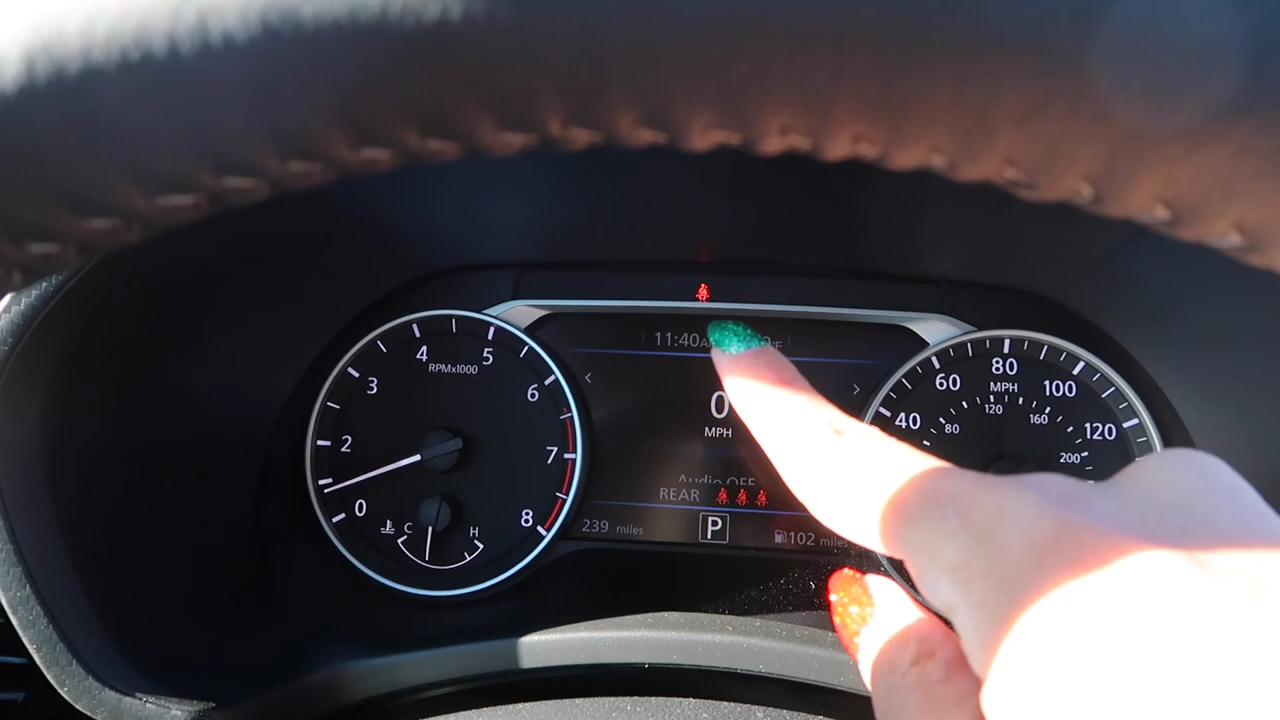 4 5
RPMx1000
3 6
2 7
0 8
C H
11:40
0
MPH
Audio OFF
REAR
239 miles
P
102 miles
80
60 100
MPH
40 120
120 160
80 200